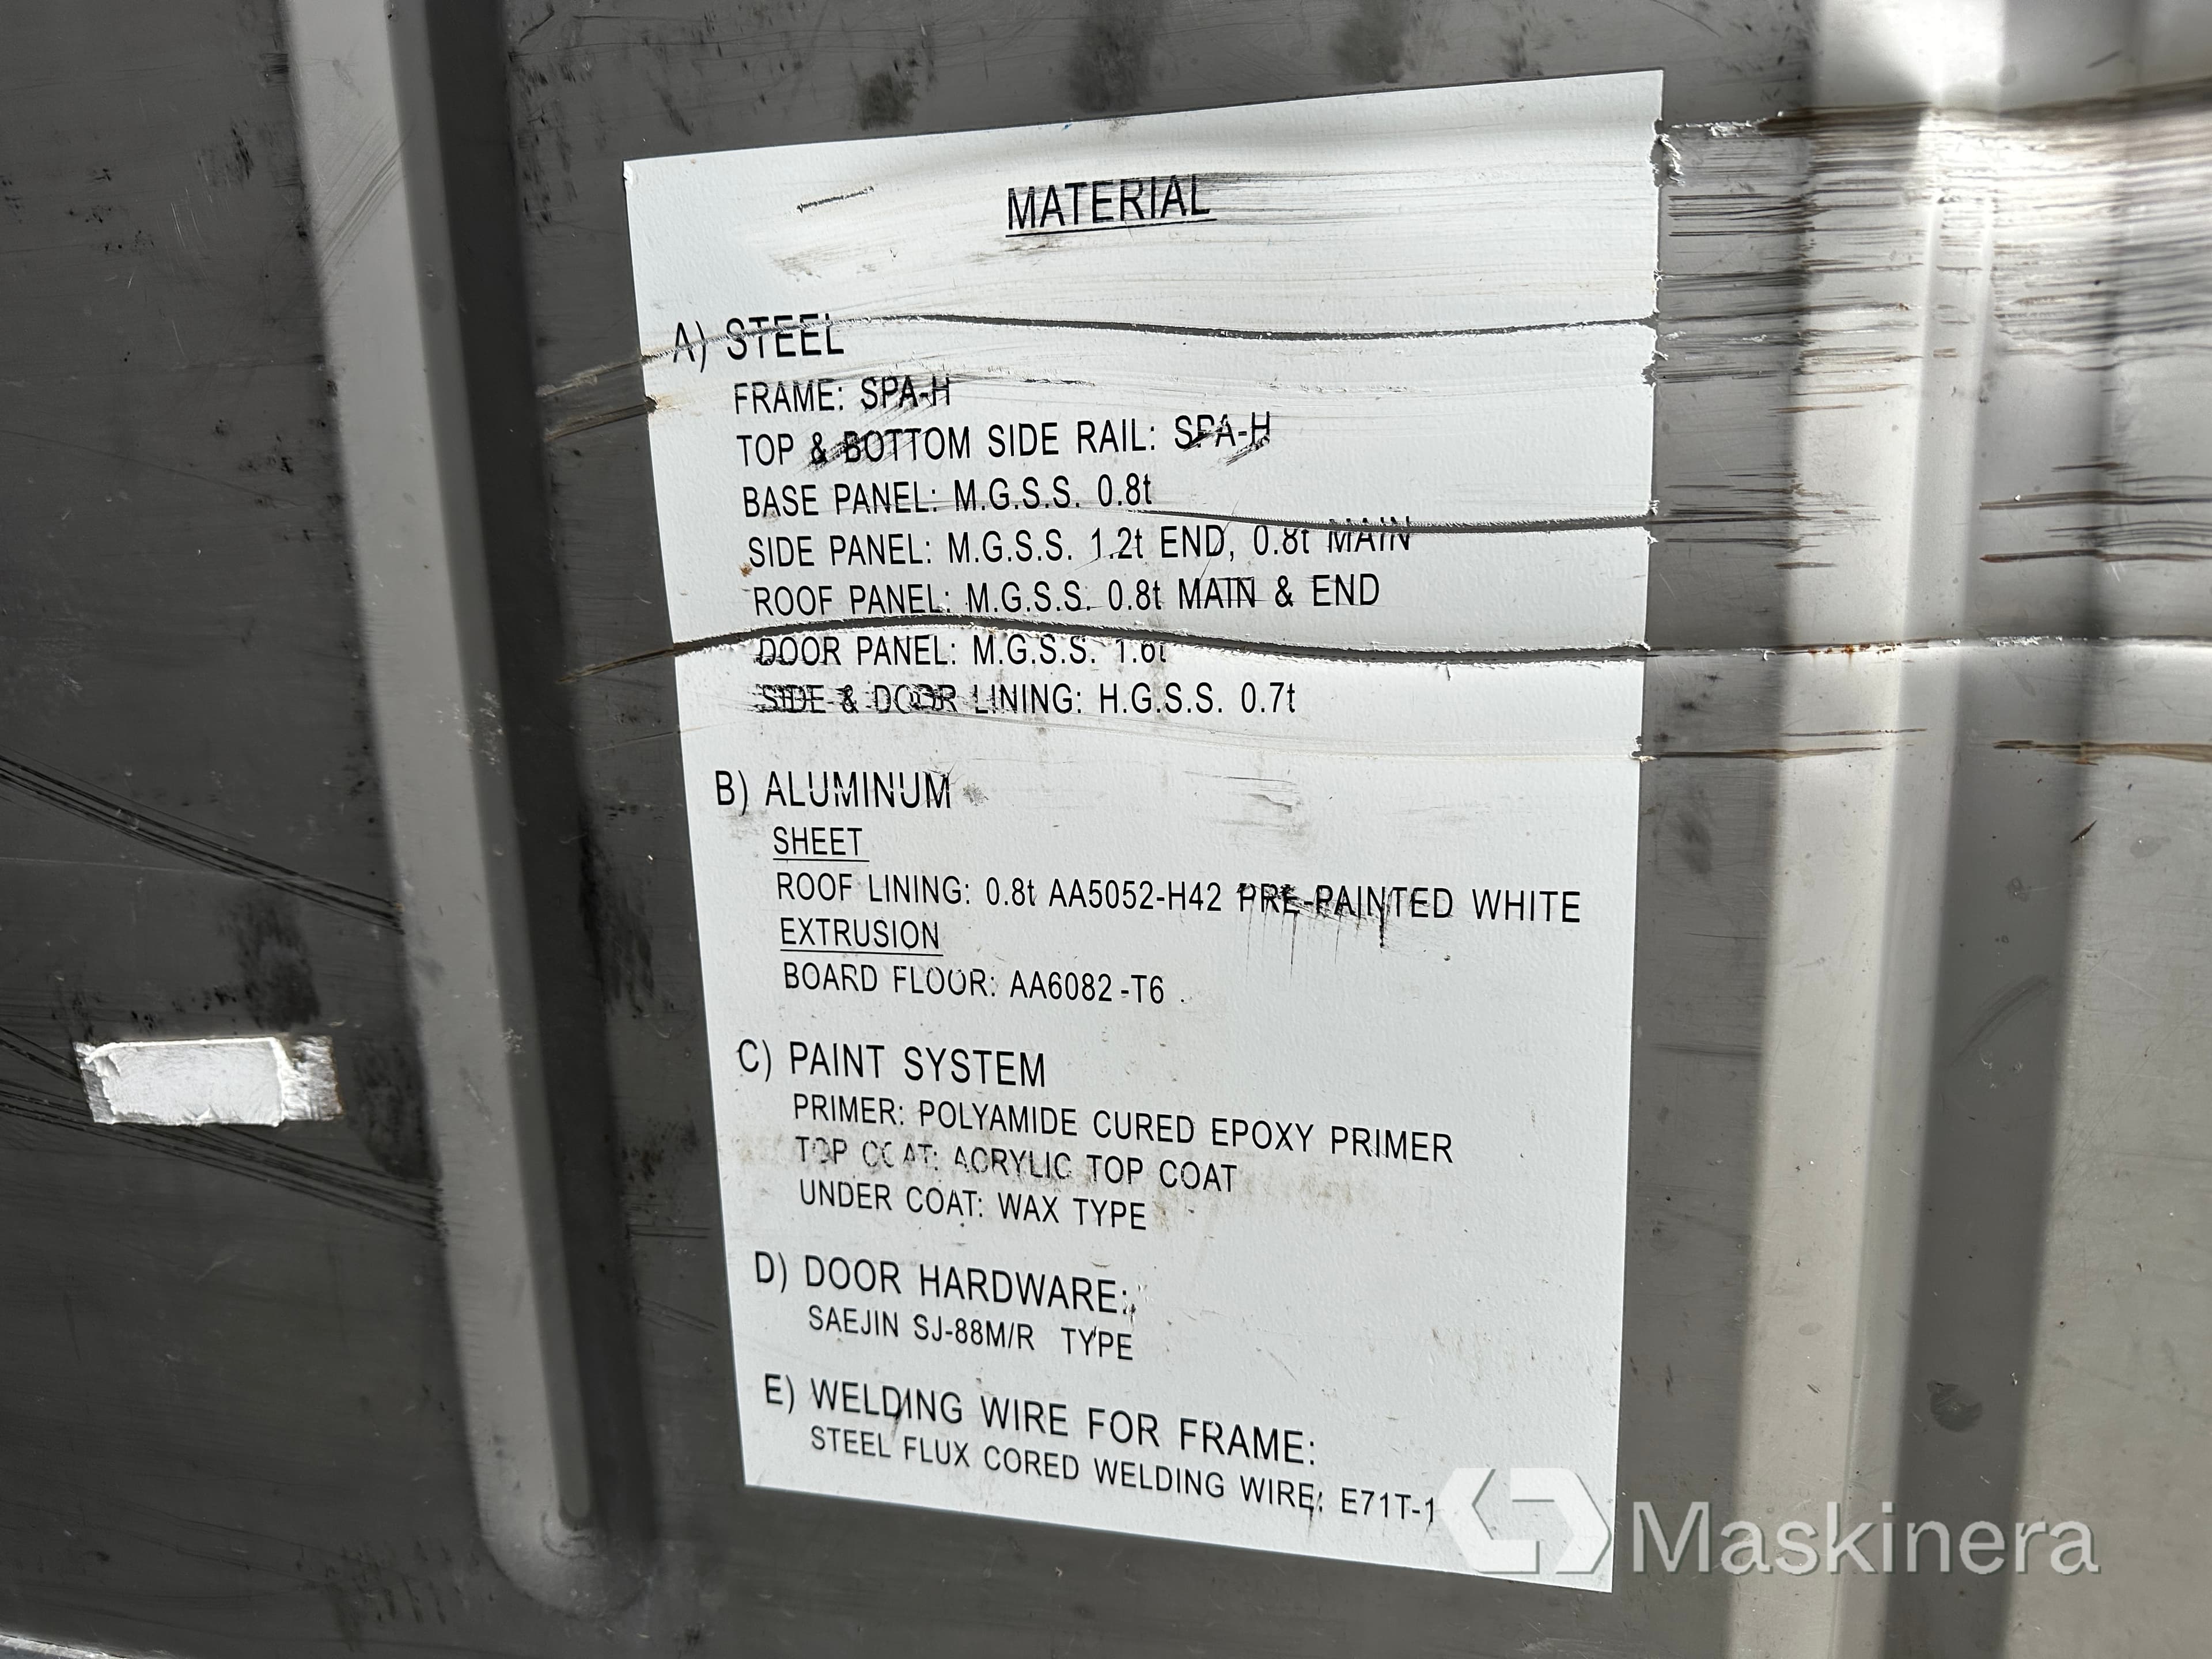 MATERIAL
A) STEEL
FRAME: SPA-H
TOP & BOTTOM SIDE RAIL: SPA-H
BASE PANEL: M.G.S.S. 0.8t
SIDE PANEL: M.G.S.S. 1.2t END, 0.8t MAIN
ROOF PANEL: M.G.S.S. 0.8t MAIN & END
DOOR PANEL: M.G.S.S. 1.6t
SIDE & DOOR LINING: H.G.S.S. 0.7t
B) ALUMINUM
SHEET
ROOF LINING: 0.8t AA5052-H42 PRE-PAINTED WHITE
EXTRUSION
BOARD FLOOR: AA6082-T6
C) PAINT SYSTEM
PRIMER: POLYAMIDE CURED EPOXY PRIMER
TOP COAT: ACRYLIC TOP COAT
UNDER COAT: WAX TYPE
D) DOOR HARDWARE:
SAEJIN SJ-88M/R TYPE
E) WELDING WIRE FOR FRAME:
STEEL FLUX CORED WELDING WIRE: E71T-1
Maskinera